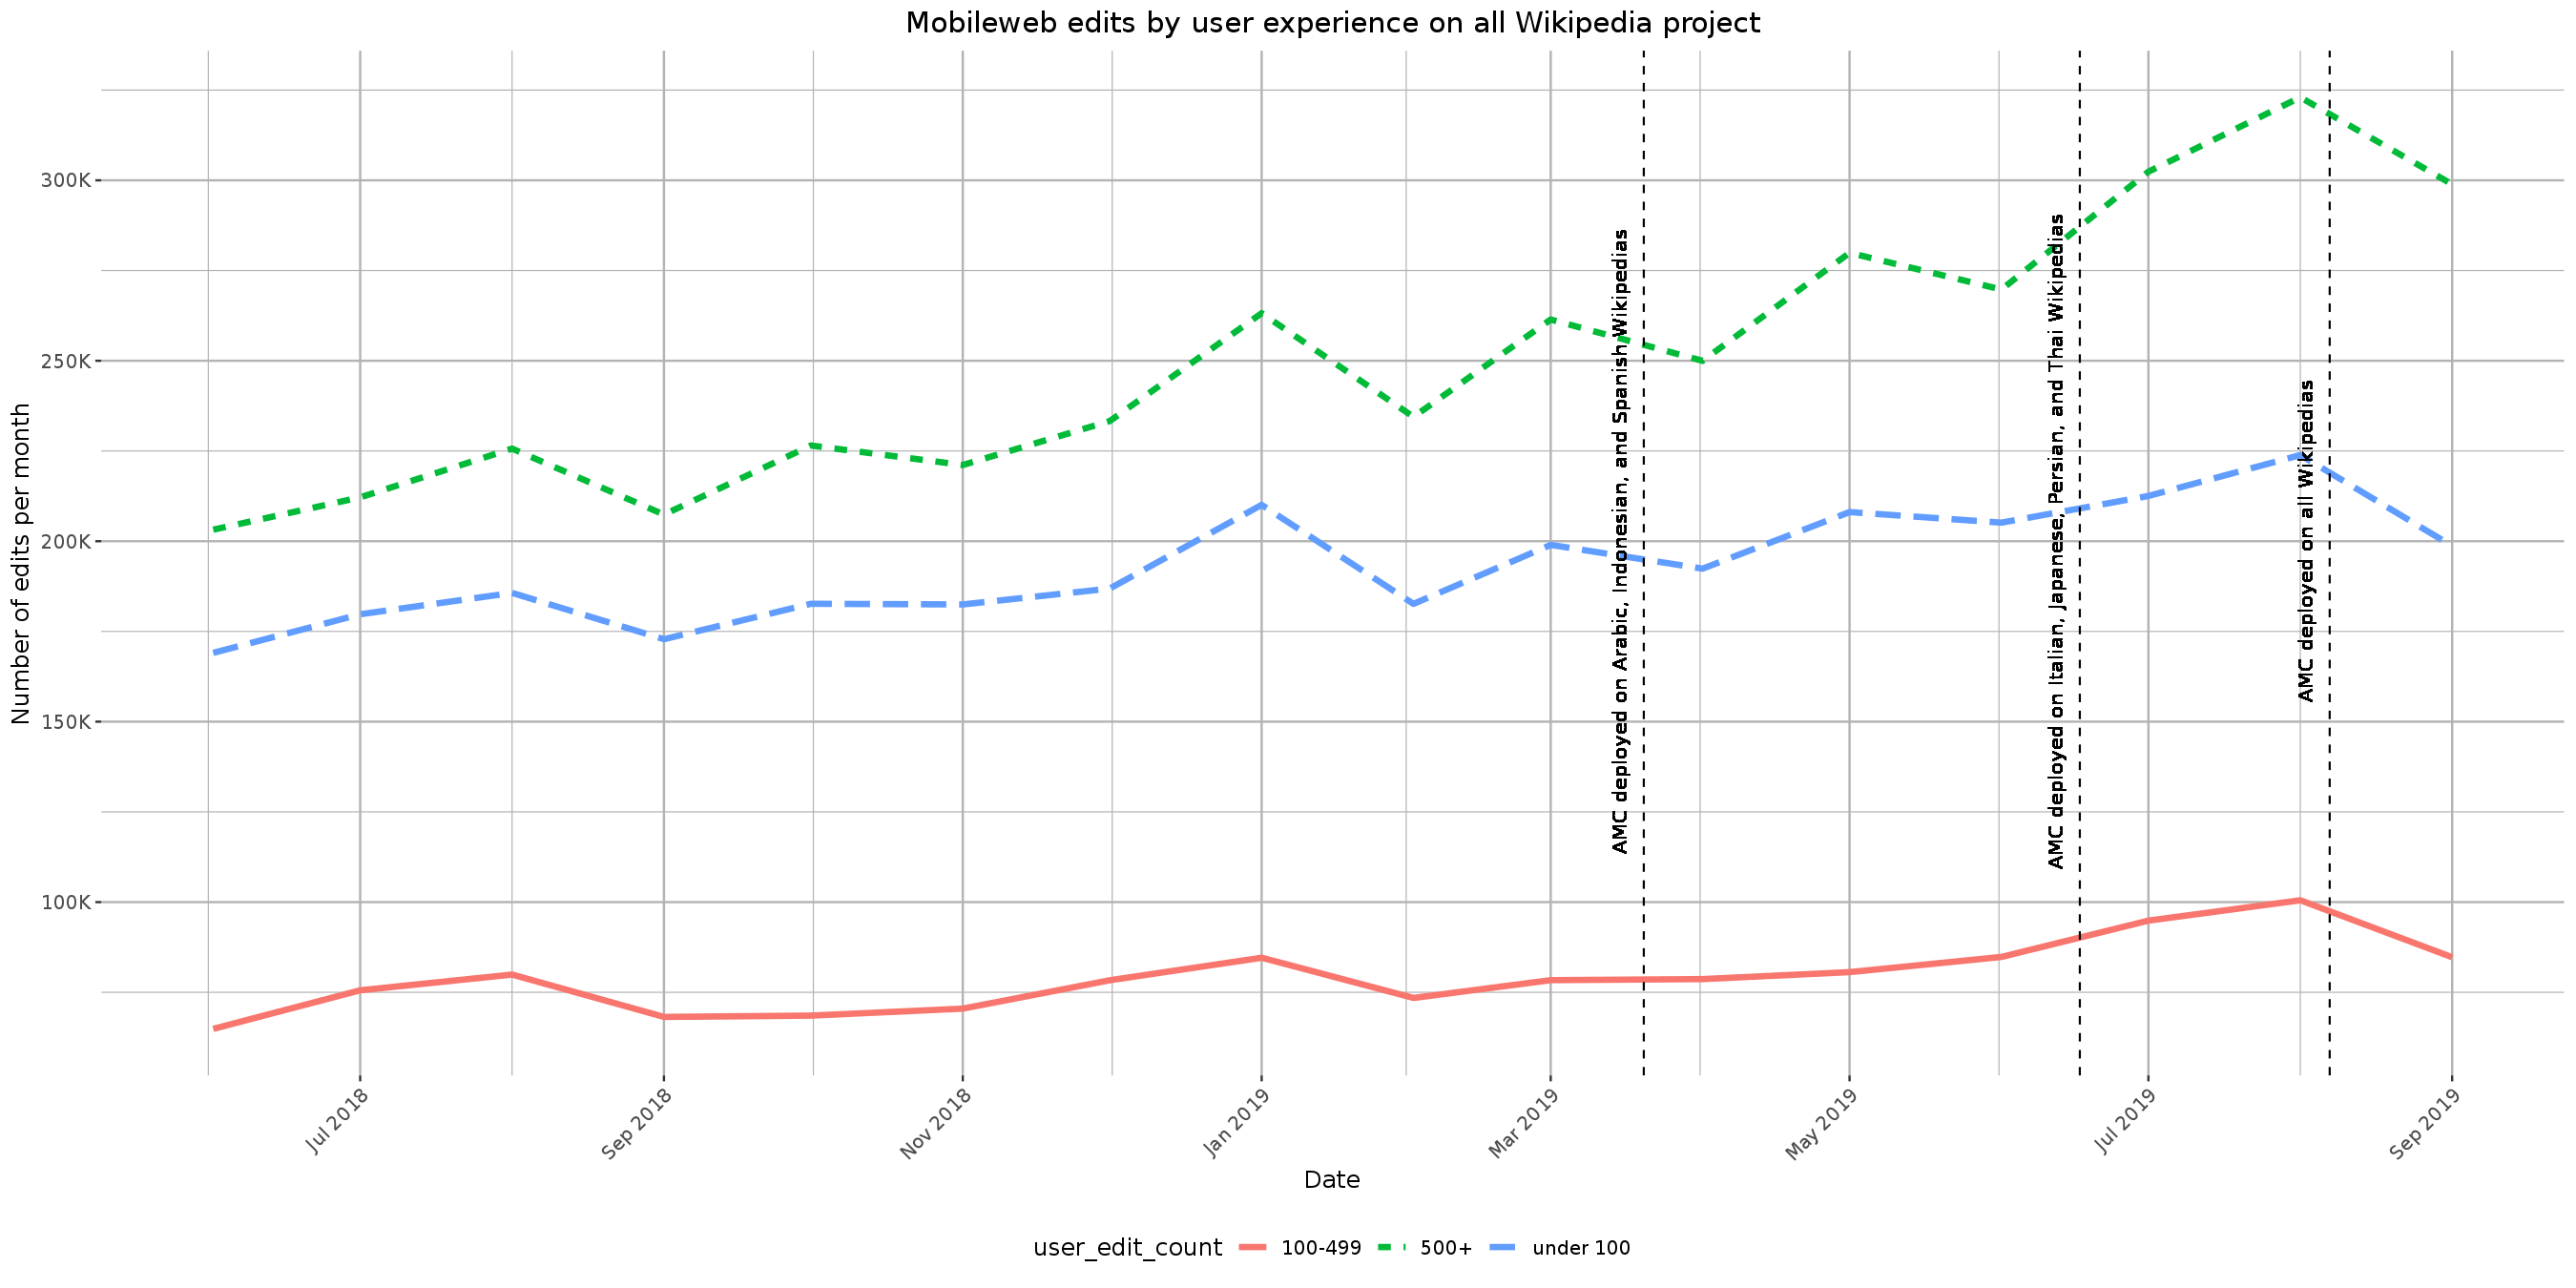 Mobileweb edits by user experience on all Wikipedia project
Number of edits per month
300K
250K
200K
150K
100K
AMC deployed on Arabic, Indonesian, and Spanish Wikipedias
AMC deployed on Italian, Japanese, Persian, and Thai Wikipedias
AMC deployed on all Wikipedias
Jul 2018
Sep 2018
Nov 2018
Jan 2019
Mar 2019
May 2019
Jul 2019
Sep 2019
Date
user_edit_count 100-499 500+ under 100